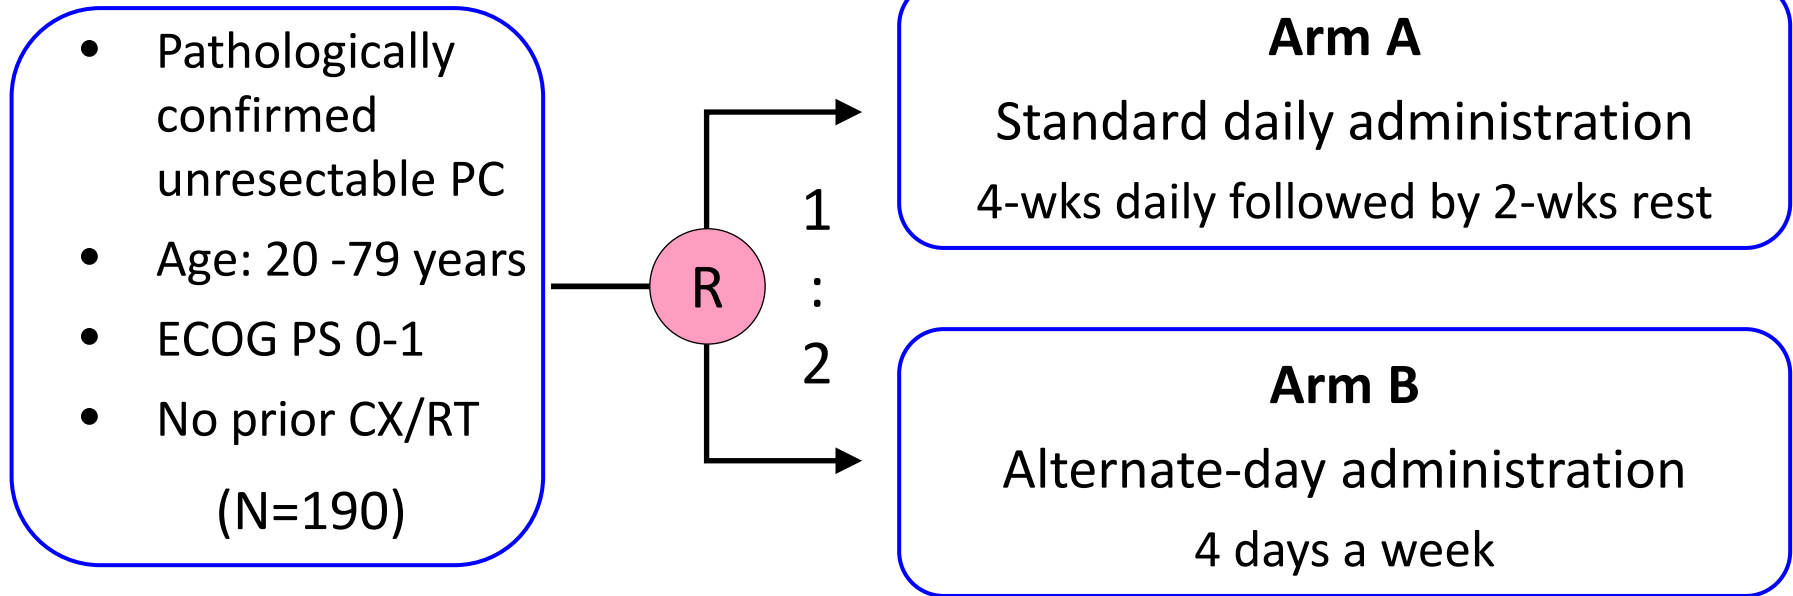 • Pathologically
confirmed
unresectable PC
• Age: 20 -79 years
• ECOG PS 0-1
• No prior CX/RT
(N=190)
R
1
:
2
Arm A
Standard daily administration
4-wks daily followed by 2-wks rest
Arm B
Alternate-day administration
4 days a week